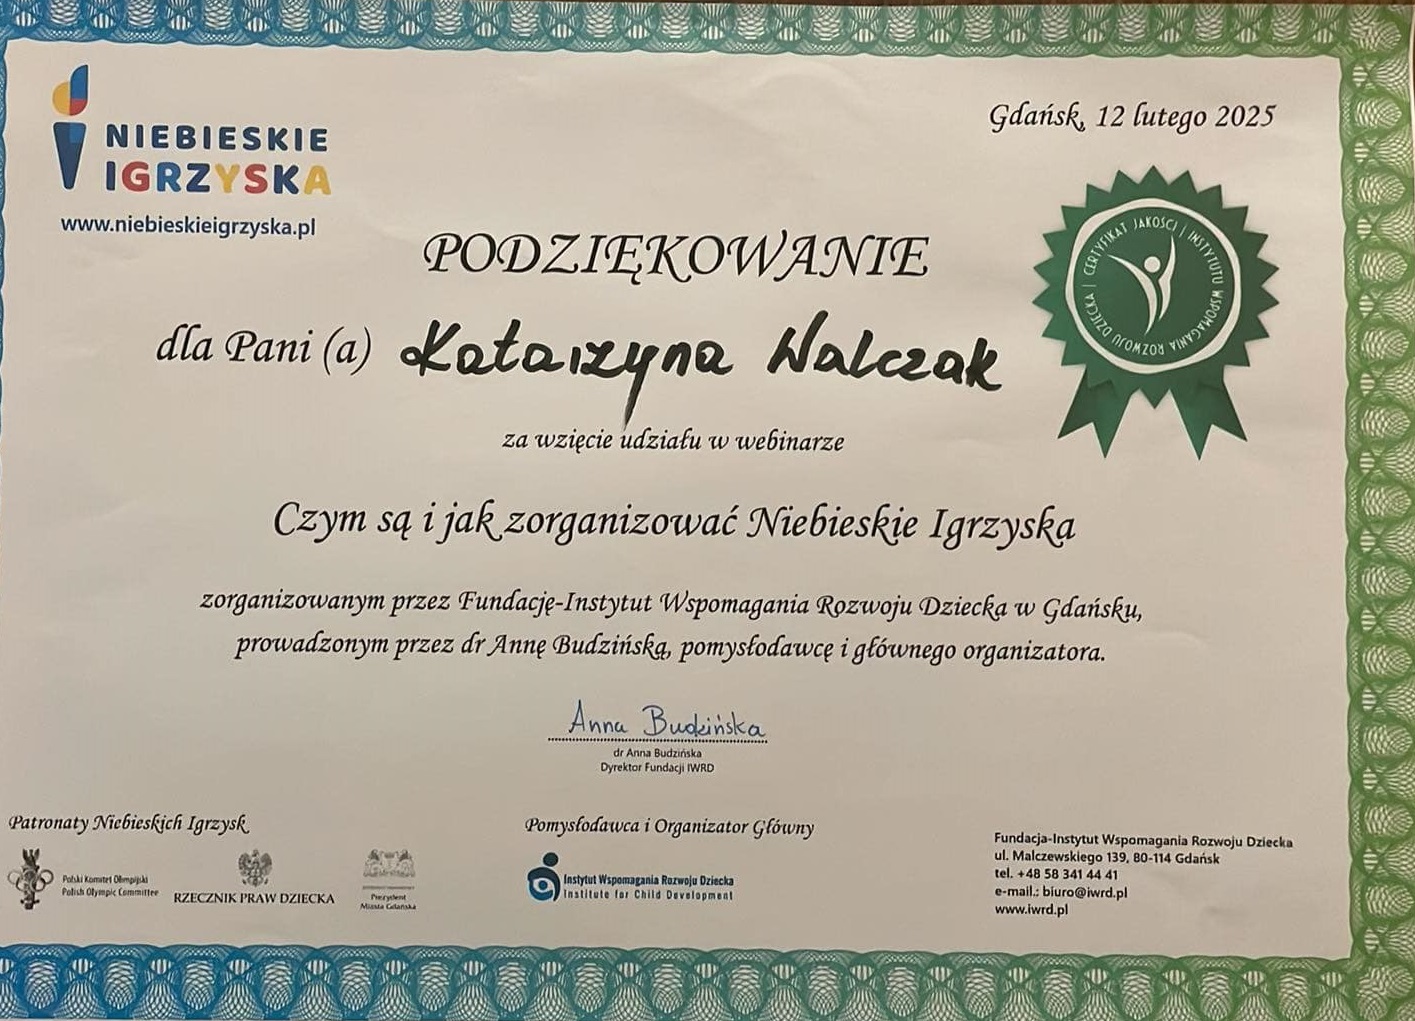 NIEBIESKIE
IGRZYSKA
www.niebieskieigrzyska.pl
Gdańsk, 12 lutego 2025
CERTYFIKAT JAKOŚCI | INSTYTUTU WSPOMAGANIA ROZWOJU DZIECKA |
PODZIĘKOWANIE
dla Pani (a) Katarzyna Walczak
za wzięcie udziału w webinarze
Czym są i jak zorganizować Niebieskie Igrzyska
zorganizowanym przez Fundację-Instytut Wspomagania Rozwoju Dziecka w Gdańsku,
prowadzonym przez dr Annę Budzińską, pomysłodawcę i głównego organizatora.
Anna Budzińska
dr Anna Budzińska
Dyrektor Fundacji IWRD
Patronaty Niebieskich Igrzysk
Polski Komitet Olimpijski
Polish Olympic Committee
RZECZNIK PRAW DZIECKA
Prezydent
Miasta Gdańska
Pomysłodawca i Organizator Główny
Instytut Wspomagania Rozwoju Dziecka
Institute for Child Development
Fundacja-Instytut Wspomagania Rozwoju Dziecka
ul. Malczewskiego 139, 80-114 Gdańsk
tel. +48 58 341 44 41
e-mail.: biuro@iwrd.pl
www.iwrd.pl